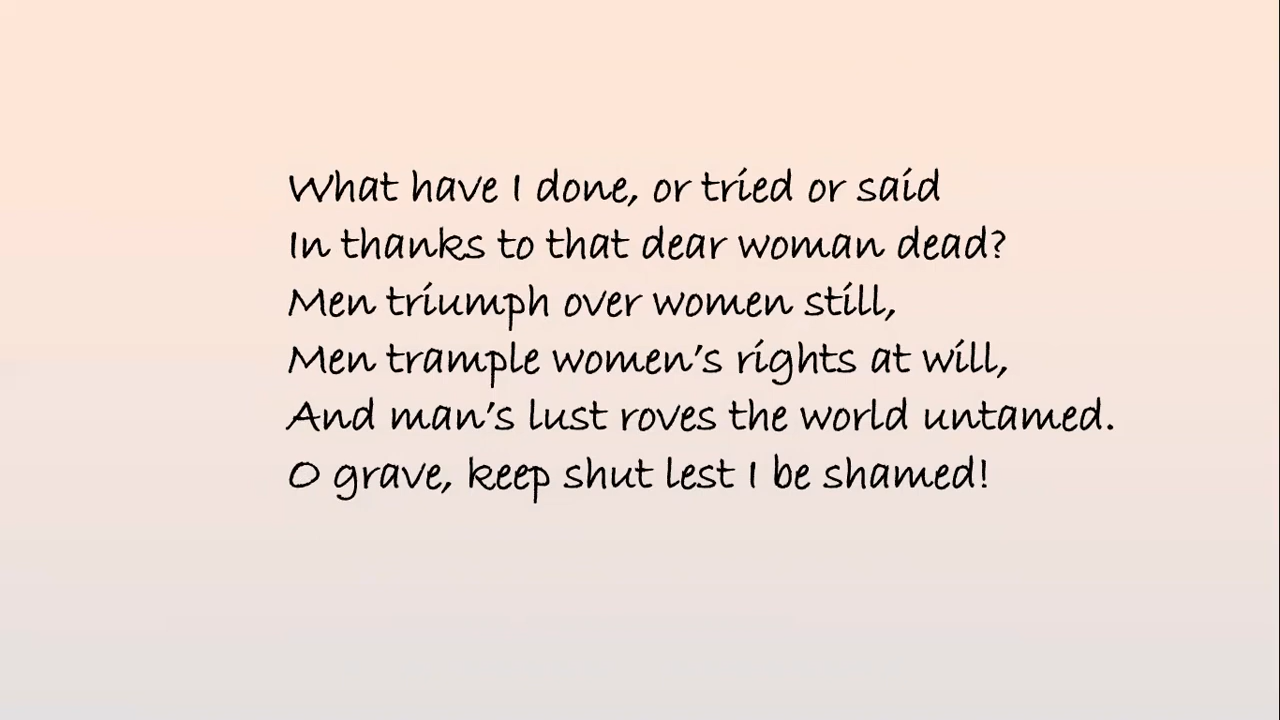 What have I done, or tried or said
In thanks to that dear woman dead?
Men triumph over women still,
Men trample women's rights at will,
And man's lust roves the world untamed.
O grave, keep shut lest I be shamed!